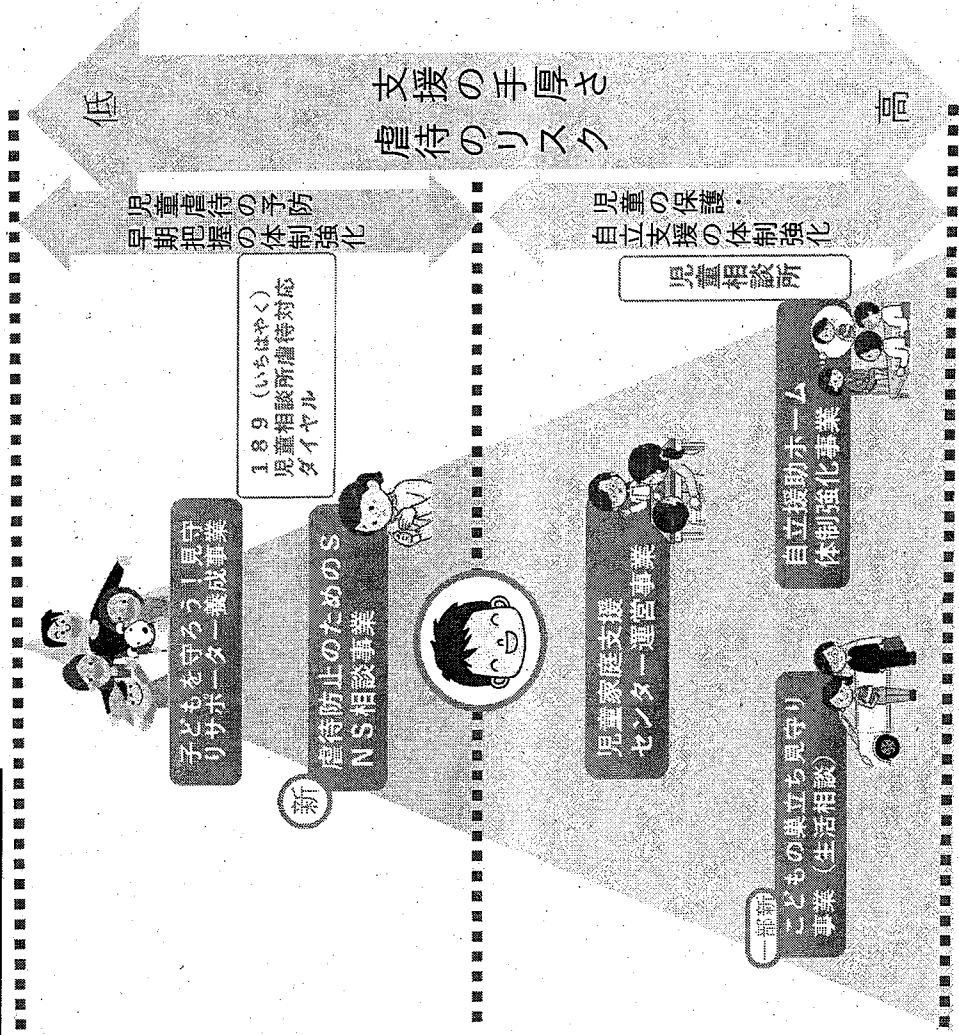 子どもを守ろう！見守
りサポーター養成事業
１８９（いちはやく）
児童相談所虐待対応
ダイヤル
新
虐待防止のためのＳ
ＮＳ相談事業
児童虐待の予防
早期把握の体制強化
低
支援の手厚さ
虐待のリスク
高
児童の保護・
自立支援の体制強化
児童相談所
児童家庭支援
センター運営事業
一部新
こどもの巣立ち見守り
事業（生活相談）
自立援助ホーム
体制強化事業